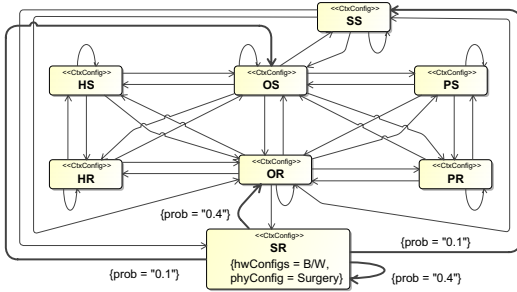 <<CtxConfig>>
SS
<<CtxConfig>>
HS
<<CtxConfig>>
OS
<<CtxConfig>>
PS
<<CtxConfig>>
HR
<<CtxConfig>>
OR
<<CtxConfig>>
PR
{prob = "0.4"}
<<CtxConfig>>
SR
{hwConfigs = B/W,
phyConfig = Surgery}
{prob = "0.1"}
{prob = "0.1"}
{prob = "0.4"}